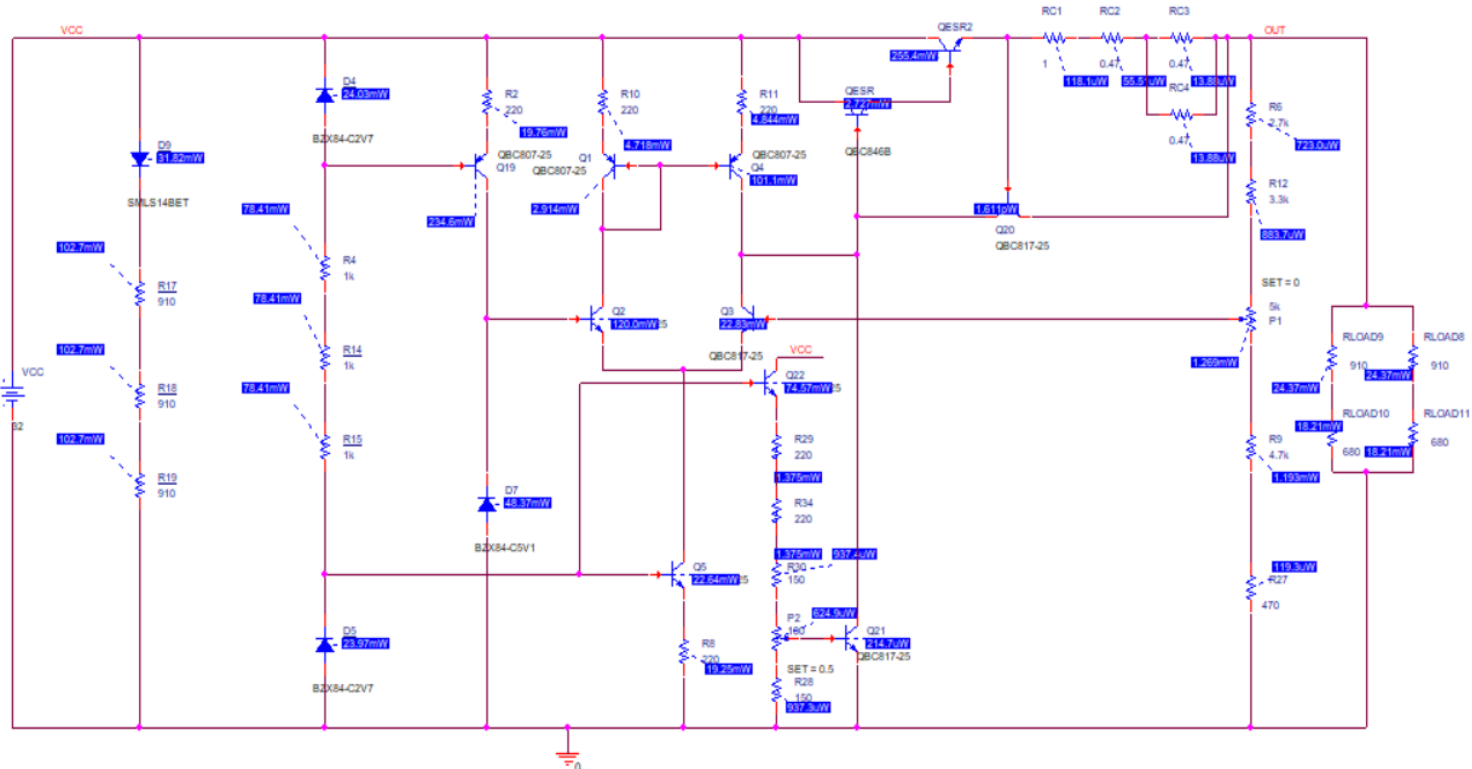 VCC
D9
31.82mW
SMLS14BET
102.7mW
R17
910
102.7mW
R18
910
102.7mW
R19
910
VCC
32
D4
24.03mW
BZX84-C2V7
78.41mW
R4
1k
78.41mW
R14
1k
78.41mW
R15
1k
D5
23.97mW
BZX84-C2V7
R2
220
19.76mW
QBC807-25
Q19
234.6mW
R10
220
4.718mW
Q1
QBC807-25
2.914mW
R11
220
4.844mW
QBC807-25
Q4
101.1mW
Q2
120.0mW
Q3
22.83mW
QBC817-25
D7
48.37mW
BZX84-C5V1
Q5
22.64mW
R8
220
19.25mW
VCC
Q22
74.57mW
R29
220
1.375mW
R34
220
1.375mW
937.4uW
R30
150
P2
624.9uW
SET = 0.5
R28
150
937.3uW
Q21
214.7uW
QBC817-25
QESR2
255.4mW
QESR
2.727mW
QBC846B
1.611pW
Q20
QBC817-25
RC1
1
118.1uW
RC2
0.47
RC3
0.47
13.88uW
RC4
0.47
13.88uW
OUT
R6
2.7k
723.0uW
R12
3.3k
883.7uW
SET = 0
5k
P1
1.269mW
R9
4.7k
1.193mW
119.3uW
R27
470
RLOAD9
910
24.37mW
RLOAD8
910
24.37mW
RLOAD10
680
18.21mW
RLOAD11
680
18.21mW
0